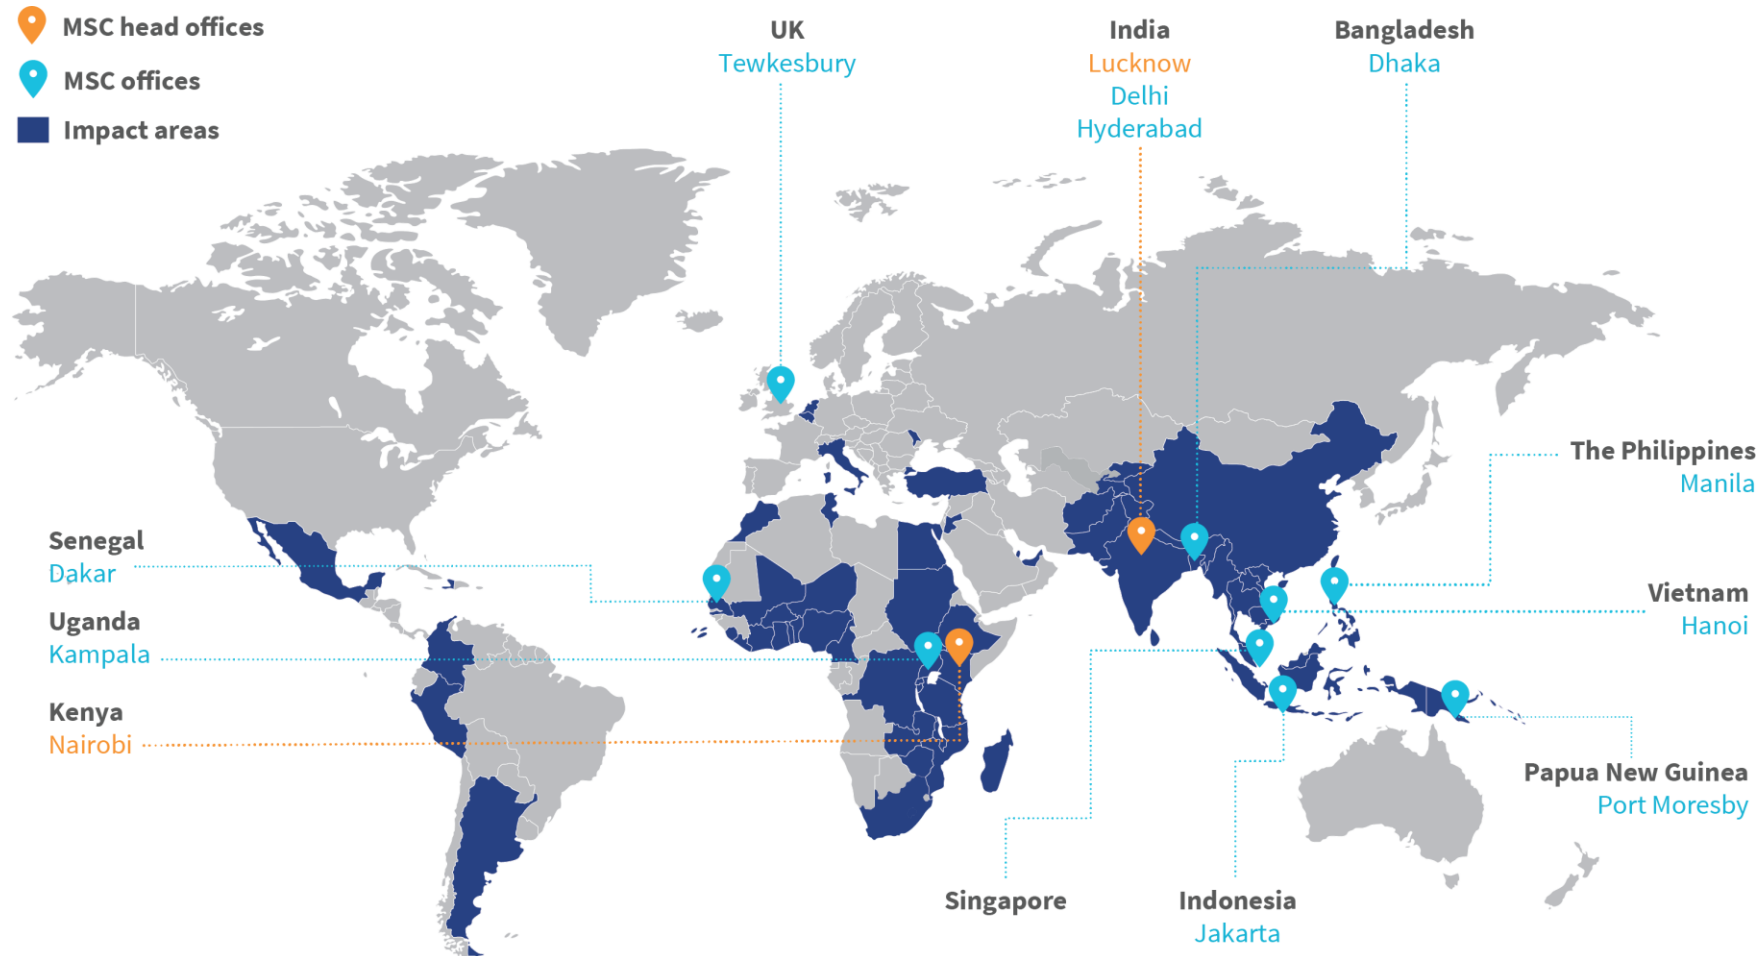 MSC head offices
MSC offices
Impact areas
UK
Tewkesbury
India
Lucknow
Delhi
Hyderabad
Bangladesh
Dhaka
The Philippines
Manila
Vietnam
Hanoi
Papua New Guinea
Port Moresby
Indonesia
Jakarta
Singapore
Senegal
Dakar
Uganda
Kampala
Kenya
Nairobi